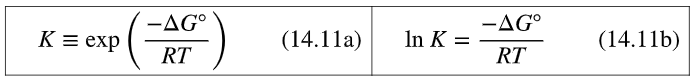 K ≡ exp(−ΔG°/RT) (14.11a)
ln K = −ΔG°/RT (14.11b)